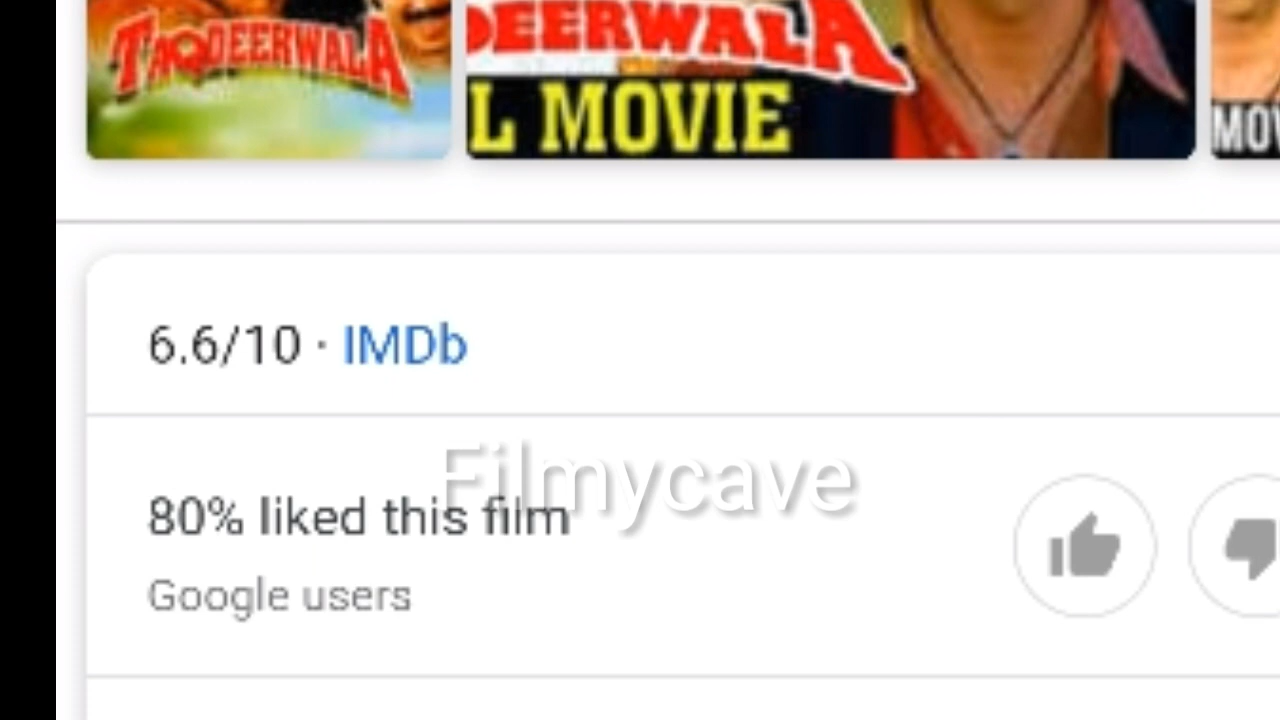 TAQDEERWALA
DEERWALA
L MOVIE
MOV
6.6/10 · IMDb
Filmycave
80% liked this film
Google users